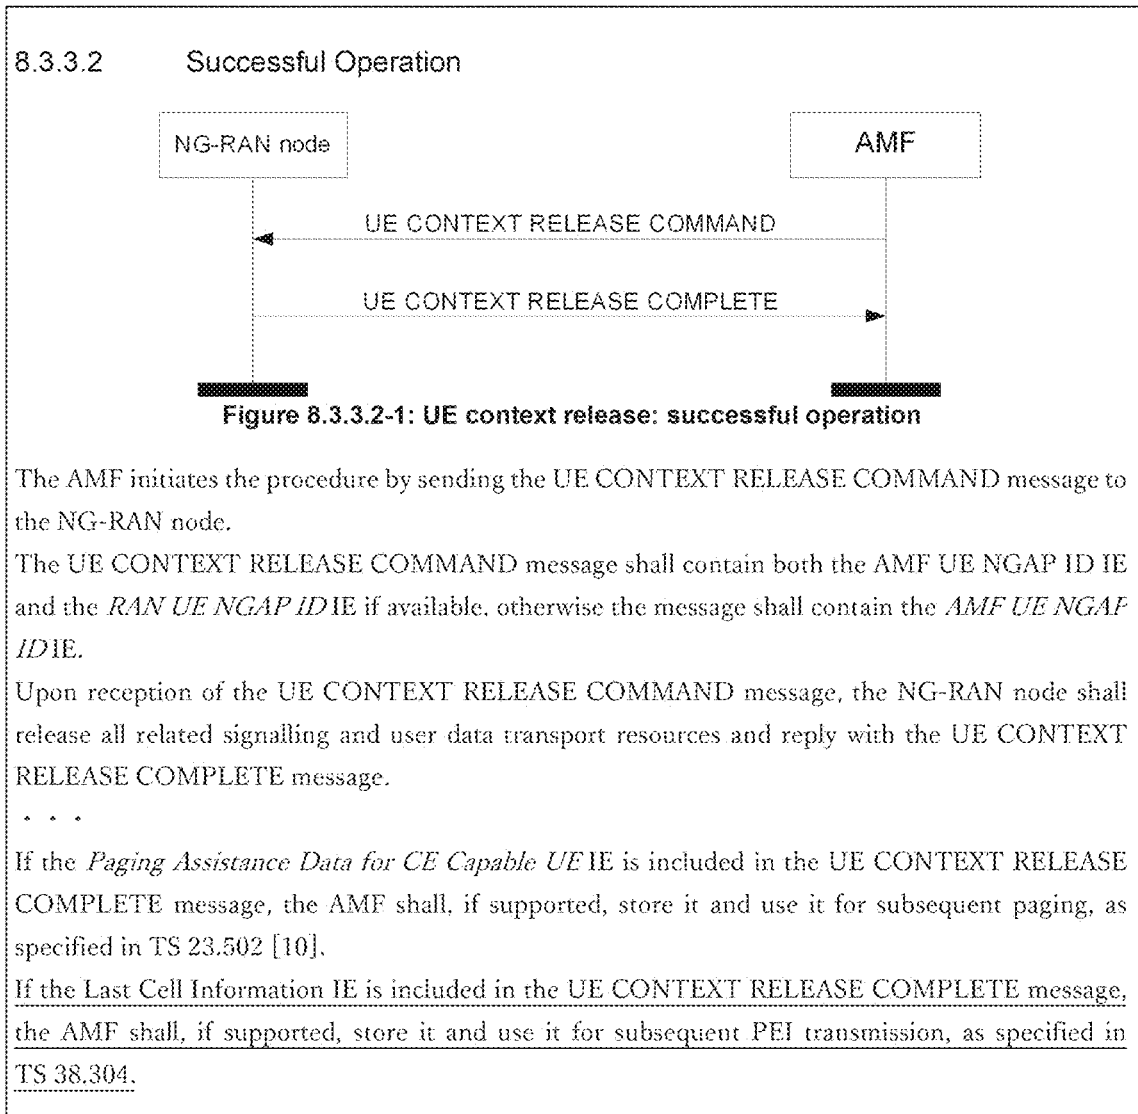 8.3.3.2 Successful Operation
NG-RAN node
AMF
UE CONTEXT RELEASE COMMAND
UE CONTEXT RELEASE COMPLETE
Figure 8.3.3.2-1: UE context release: successful operation
The AMF initiates the procedure by sending the UE CONTEXT RELEASE COMMAND message to
the NG-RAN node.
The UE CONTEXT RELEASE COMMAND message shall contain both the AMF UE NGAP ID IE
and the RAN UE NGAP ID IE if available, otherwise the message shall contain the AMF UE NGAP
ID IE.
Upon reception of the UE CONTEXT RELEASE COMMAND message, the NG-RAN node shall
release all related signalling and user data transport resources and reply with the UE CONTEXT
RELEASE COMPLETE message.
. . .
If the Paging Assistance Data for CE Capable UE IE is included in the UE CONTEXT RELEASE
COMPLETE message, the AMF shall, if supported, store it and use it for subsequent paging, as
specified in TS 23.502 [10].
If the Last Cell Information IE is included in the UE CONTEXT RELEASE COMPLETE message,
the AMF shall, if supported, store it and use it for subsequent PEI transmission, as specified in
TS 38.304.